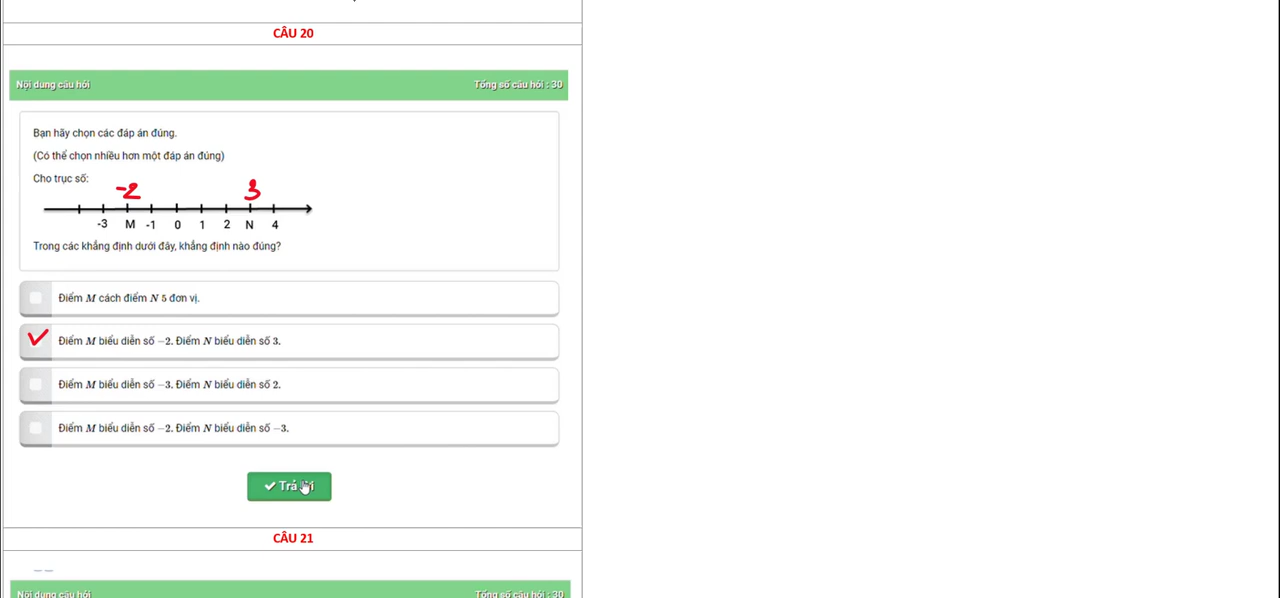 CÂU 20
Nội dung câu hỏi Tổng số câu hỏi : 30
Bạn hãy chọn các đáp án đúng.
(Có thể chọn nhiều hơn một đáp án đúng)
Cho trục số:
-2 3
-3 M -1 0 1 2 N 4
Trong các khẳng định dưới đây, khẳng định nào đúng?
Điểm M cách điểm N 5 đơn vị.
Điểm M biểu diễn số −2. Điểm N biểu diễn số 3.
Điểm M biểu diễn số −3. Điểm N biểu diễn số 2.
Điểm M biểu diễn số −2. Điểm N biểu diễn số −3.
Trả
CÂU 21
Nội dung câu hỏi Tổng số câu hỏi : 30